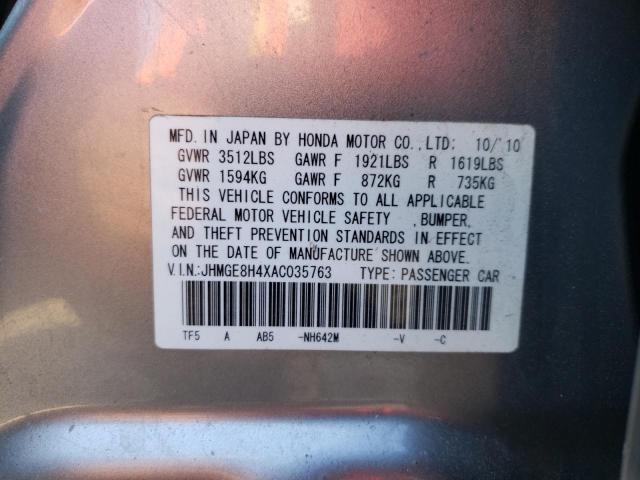 MFD. IN JAPAN BY HONDA MOTOR CO.,LTD: 10/'10
GVWR 3512LBS GAWR F 1921LBS R 1619LBS
GVWR 1594KG GAWR F 872KG R 735KG
THIS VEHICLE CONFORMS TO ALL APPLICABLE
FEDERAL MOTOR VEHICLE SAFETY ,BUMPER,
AND THEFT PREVENTION STANDARDS IN EFFECT
ON THE DATE OF MANUFACTURE SHOWN ABOVE.
V.I.N.:JHMGE8H4XAC035763 TYPE: PASSENGER CAR
TF5 A AB5 -NH642M -V -C